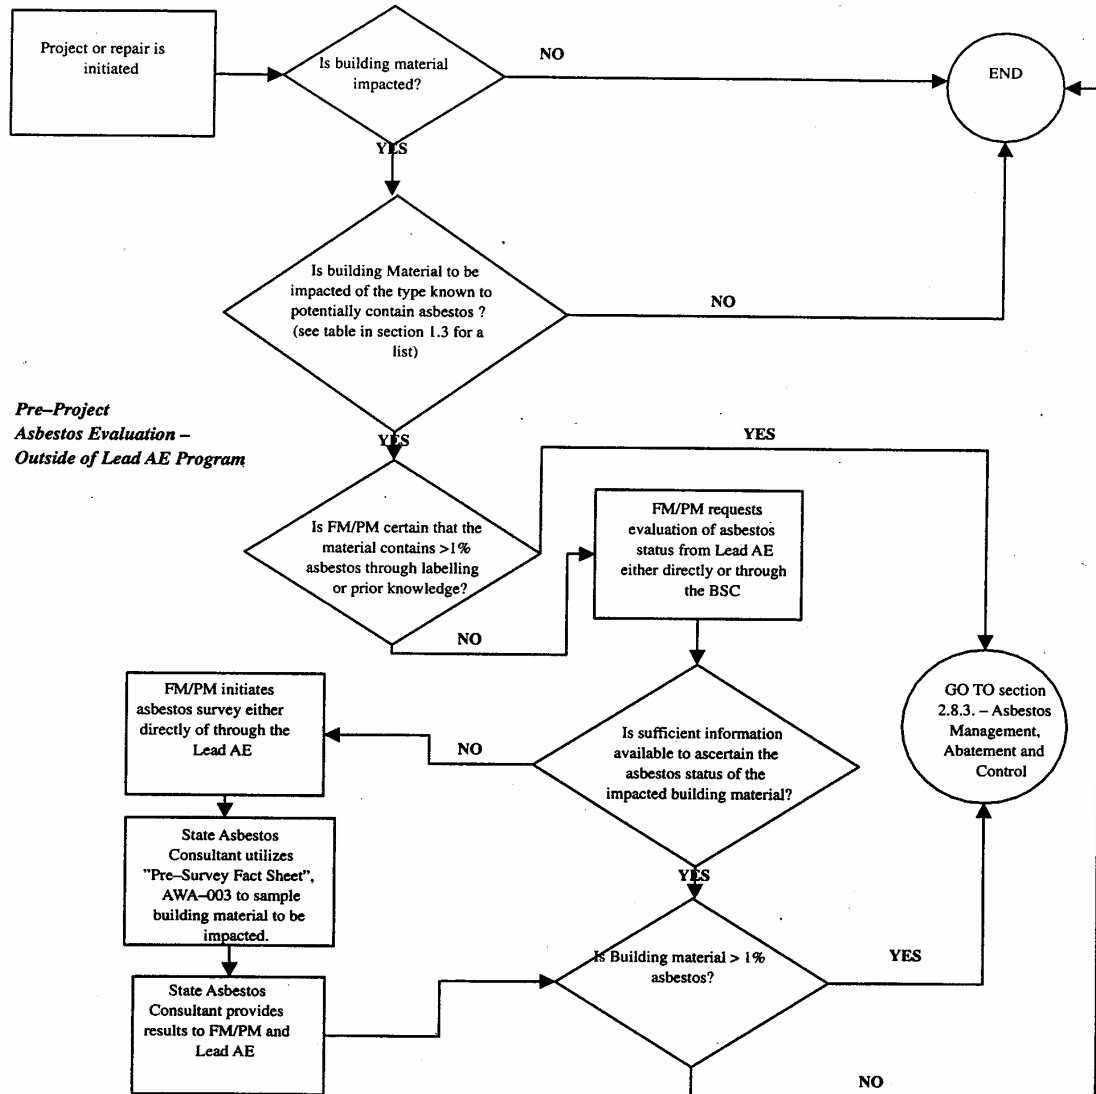 Project or repair is
initiated
Is building material
impacted?
NO
END
YES
Is building Material to be
impacted of the type known to
potentially contain asbestos ?
(see table in section 1.3 for a
list)
NO
Pre–Project
Asbestos Evaluation –
Outside of Lead AE Program
YES
YES
Is FM/PM certain that the
material contains >1%
asbestos through labelling
or prior knowledge?
NO
FM/PM requests
evaluation of asbestos
status from Lead AE
either directly or through
the BSC
GO TO section
2.8.3. – Asbestos
Management,
Abatement and
Control
FM/PM initiates
asbestos survey either
directly of through the
Lead AE
NO
Is sufficient information
available to ascertain the
asbestos status of the
impacted building material?
State Asbestos
Consultant utilizes
"Pre–Survey Fact Sheet",
AWA–003 to sample
building material to be
impacted.
YES
Is Building material > 1%
asbestos?
YES
State Asbestos
Consultant provides
results to FM/PM and
Lead AE
NO